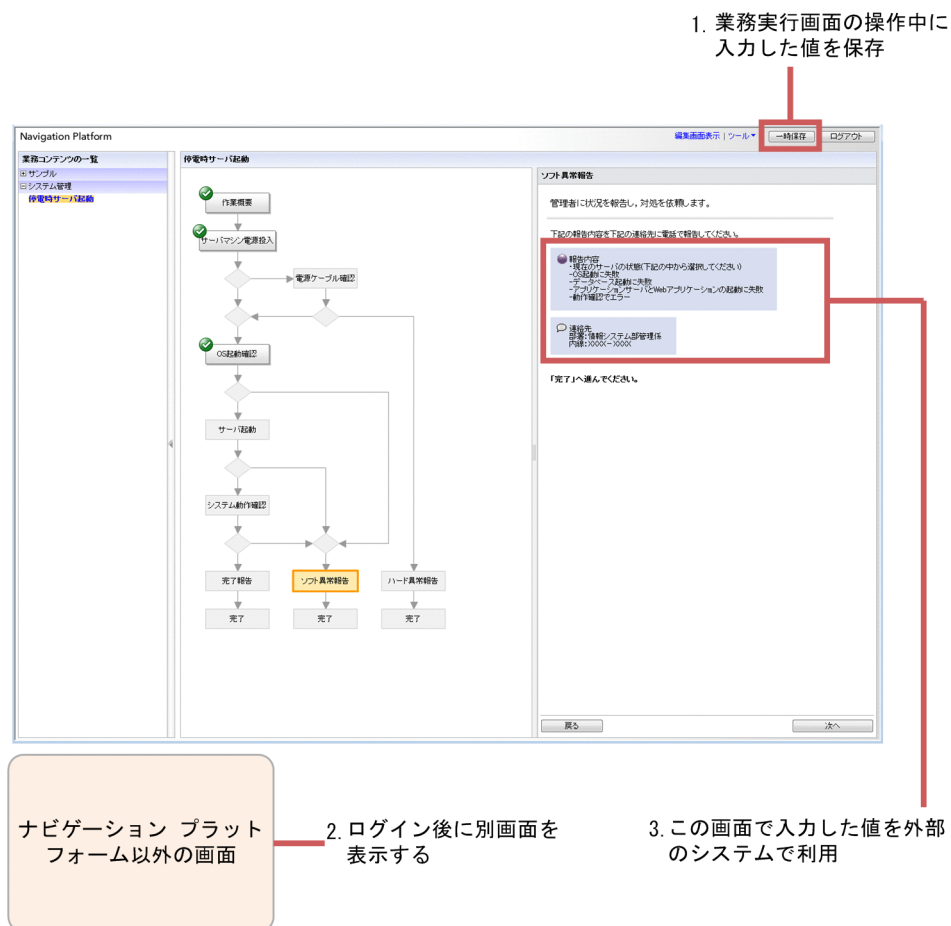 1. 業務実行画面の操作中に
入力した値を保存
Navigation Platform
編集画面表示 | ツール▼
一時保存
ログアウト
業務コンテンツの一覧
サンプル
システム管理
停電時サーバ起動
停電時サーバ起動
作業概要
サーバマシン電源投入
電源ケーブル確認
OS起動確認
サーバ起動
システム動作確認
完了報告
ソフト異常報告
ハード異常報告
完了
完了
完了
ソフト異常報告
管理者に状況を報告し，対処を依頼します。
下記の報告内容を下記の連絡先に電話で報告してください。
報告内容
・現在のサーバの状態(下記の中から選択してください)
-OS起動に失敗
-データベース起動に失敗
-アプリケーションサーバとWebアプリケーションの起動に失敗
-動作確認でエラー
連絡先
部署:情報システム部管理係
内線:XXXX-XXXX
「完了」へ進んでください。
戻る
次へ
ナビゲーション プラット
フォーム以外の画面
2. ログイン後に別画面を
表示する
3. この画面で入力した値を外部
のシステムで利用